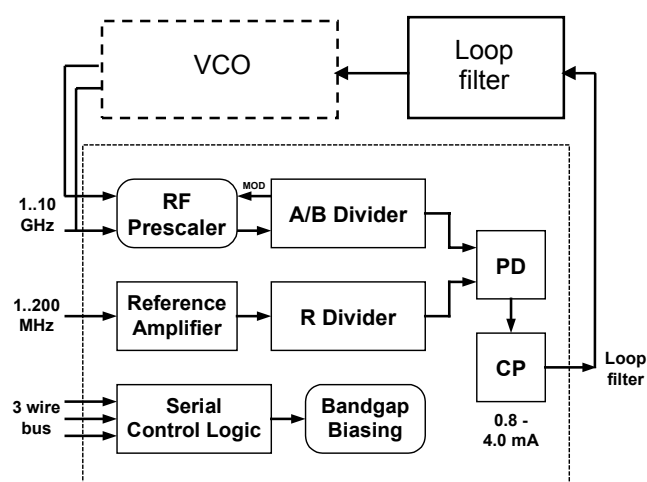 VCO
Loop
filter
1..10
GHz
RF
Prescaler
MOD
A/B Divider
PD
1..200
MHz
Reference
Amplifier
R Divider
CP
Loop
filter
3 wire
bus
Serial
Control Logic
Bandgap
Biasing
0.8 -
4.0 mA